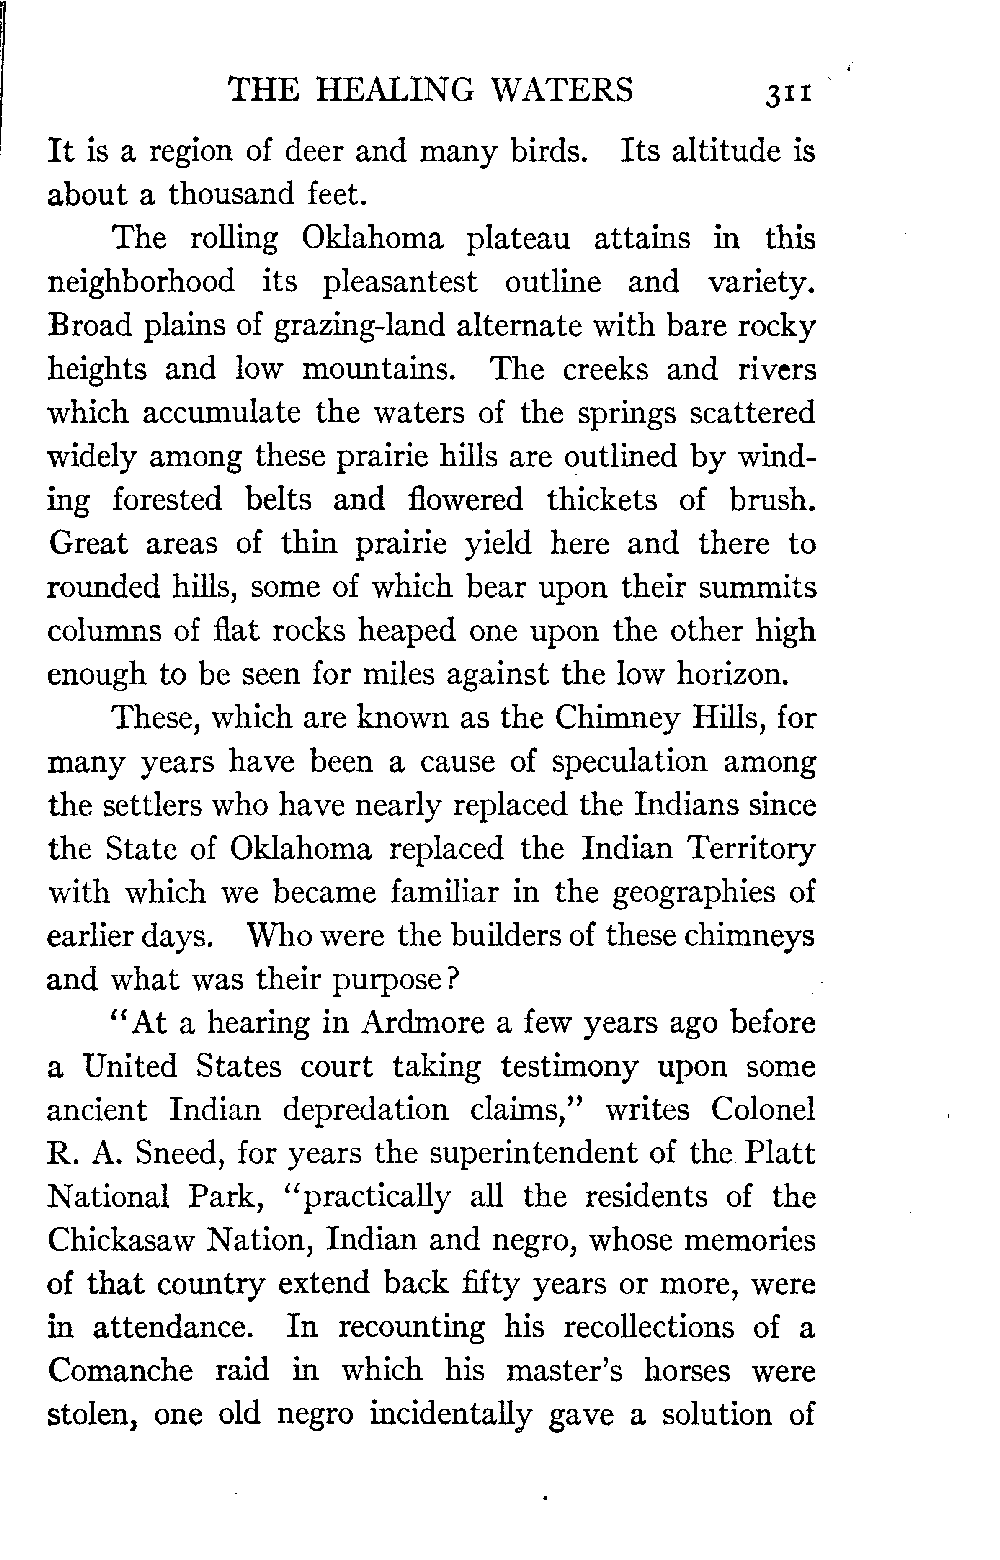 THE HEALING WATERS 311
It is a region of deer and many birds. Its altitude is
about a thousand feet.
The rolling Oklahoma plateau attains in this
neighborhood its pleasantest outline and variety.
Broad plains of grazing-land alternate with bare rocky
heights and low mountains. The creeks and rivers
which accumulate the waters of the springs scattered
widely among these prairie hills are outlined by wind-
ing forested belts and flowered thickets of brush.
Great areas of thin prairie yield here and there to
rounded hills, some of which bear upon their summits
columns of flat rocks heaped one upon the other high
enough to be seen for miles against the low horizon.
These, which are known as the Chimney Hills, for
many years have been a cause of speculation among
the settlers who have nearly replaced the Indians since
the State of Oklahoma replaced the Indian Territory
with which we became familiar in the geographies of
earlier days. Who were the builders of these chimneys
and what was their purpose?
"At a hearing in Ardmore a few years ago before
a United States court taking testimony upon some
ancient Indian depredation claims," writes Colonel
R. A. Sneed, for years the superintendent of the Platt
National Park, "practically all the residents of the
Chickasaw Nation, Indian and negro, whose memories
of that country extend back fifty years or more, were
in attendance. In recounting his recollections of a
Comanche raid in which his master's horses were
stolen, one old negro incidentally gave a solution of